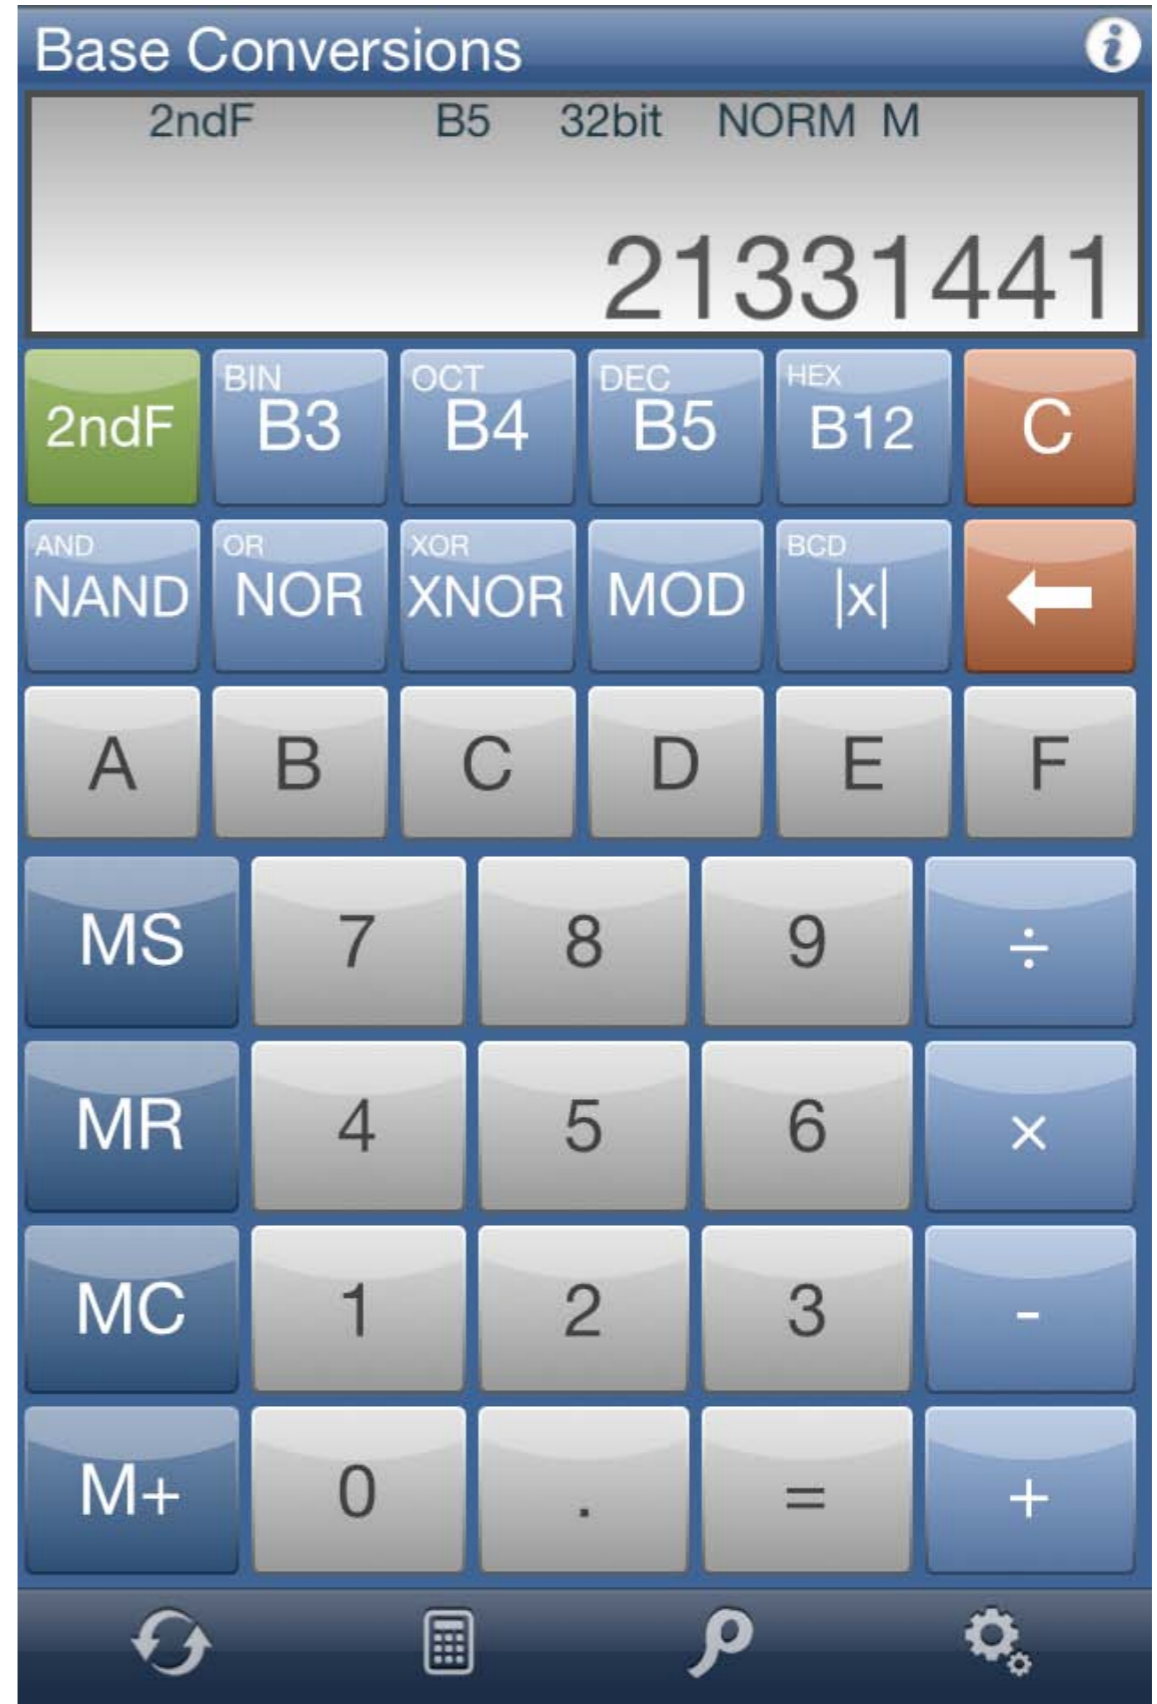 Base Conversions i
2ndF B5 32bit NORM M
21331441
BIN OCT DEC HEX
2ndF B3 B4 B5 B12 C
AND OR XOR BCD
NAND NOR XNOR MOD |x|
A B C D E F
MS 7 8 9 ÷
MR 4 5 6 ×
MC 1 2 3 -
M+ 0 . = +